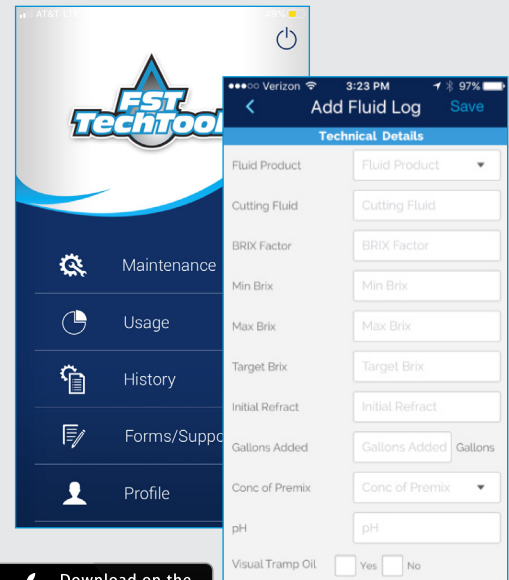 AT&T LTE
FST
TechTool
Maintenance
Usage
History
Forms/Suppo
Profile
Download on the
Verizon 3:23 PM 97%
Add Fluid Log Save
Technical Details
Fluid Product Fluid Product
Cutting Fluid Cutting Fluid
BRIX Factor BRIX Factor
Min Brix Min Brix
Max Brix Max Brix
Target Brix Target Brix
Initial Refract Initial Refract
Gallons Added Gallons Added Gallons
Conc of Premix Conc of Premix
pH pH
Visual Tramp Oil Yes No